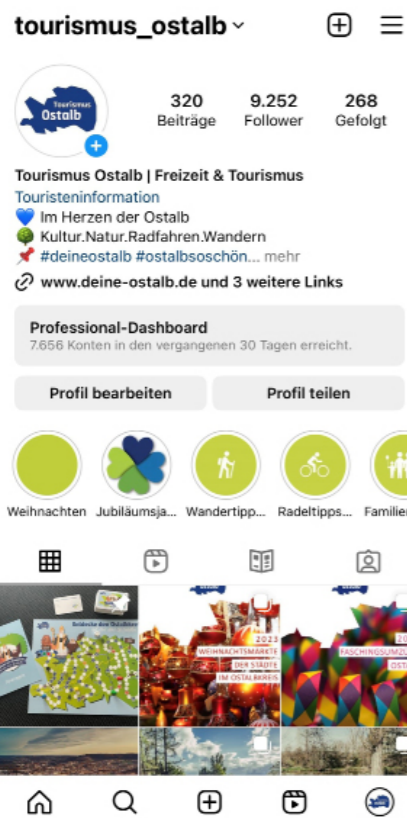 tourismus_ostalb
Tourismus
Ostalb
320
Beiträge
9.252
Follower
268
Gefolgt
Tourismus Ostalb | Freizeit & Tourismus
Touristeninformation
💙 Im Herzen der Ostalb
🌳 Kultur.Natur.Radfahren.Wandern
📌 #deineostalb #ostalbsoschön... mehr
www.deine-ostalb.de und 3 weitere Links
Professional-Dashboard
7.656 Konten in den vergangenen 30 Tagen erreicht.
Profil bearbeiten
Profil teilen
Weihnachten
Jubiläumsja...
Wandertipp...
Radeltipps...
Familien
2023
WEIHNACHTSMÄRKTE
DER STÄDTE
IM OSTALBKREIS
20
FASCHINGSUMZÜ
OST